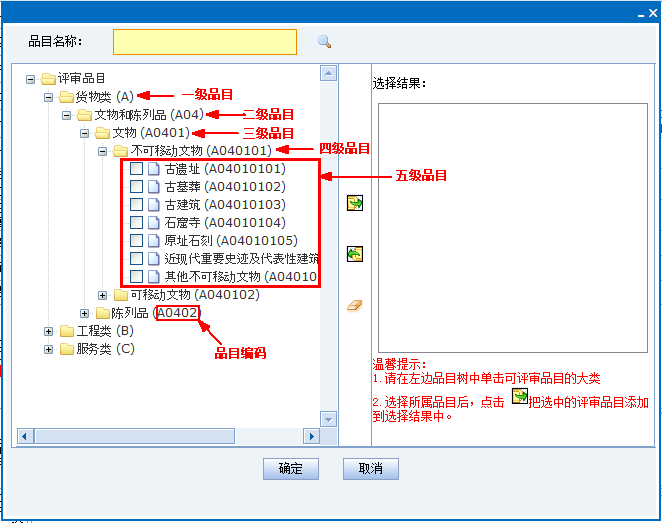 品目名称：
评审品目
货物类 (A)
一级品目
文物和陈列品 (A04)
二级品目
文物 (A0401)
三级品目
不可移动文物 (A040101)
四级品目
古遗址 (A04010101)
五级品目
古墓葬 (A04010102)
古建筑 (A04010103)
石窟寺 (A04010104)
原址石刻 (A04010105)
近现代重要史迹及代表性建筑
其他不可移动文物 (A04010
可移动文物 (A040102)
陈列品 (A0402)
工程类 (B)
服务类 (C)
品目编码
选择结果：
温馨提示：
1.请在左边品目树中单击可评审品目的大类
2.选择所属品目后，点击 把选中的评审品目添加
到选择结果中。
确定
取消